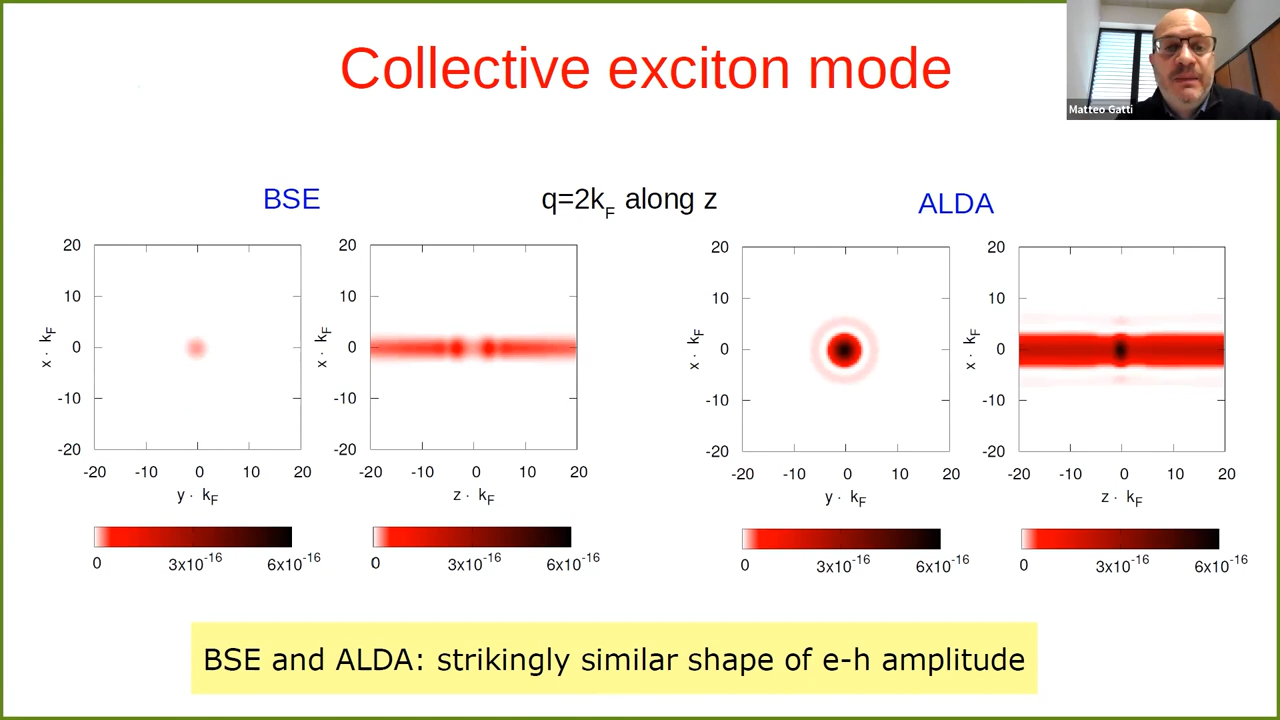 Collective exciton mode
Matteo Gatti
BSE
q=2k_F along z
ALDA
20
10
0
-10
-20
x · k_F
-20 -10 0 10 20
y · k_F
0 3x10^-16 6x10^-16
20
10
0
-10
-20
x · k_F
-20 -10 0 10 20
z · k_F
0 3x10^-16 6x10^-16
20
10
0
-10
-20
x · k_F
-20 -10 0 10 20
y · k_F
0 3x10^-16 6x10^-16
20
10
0
-10
-20
x · k_F
-20 -10 0 10 20
z · k_F
0 3x10^-16 6x10^-16
BSE and ALDA: strikingly similar shape of e-h amplitude